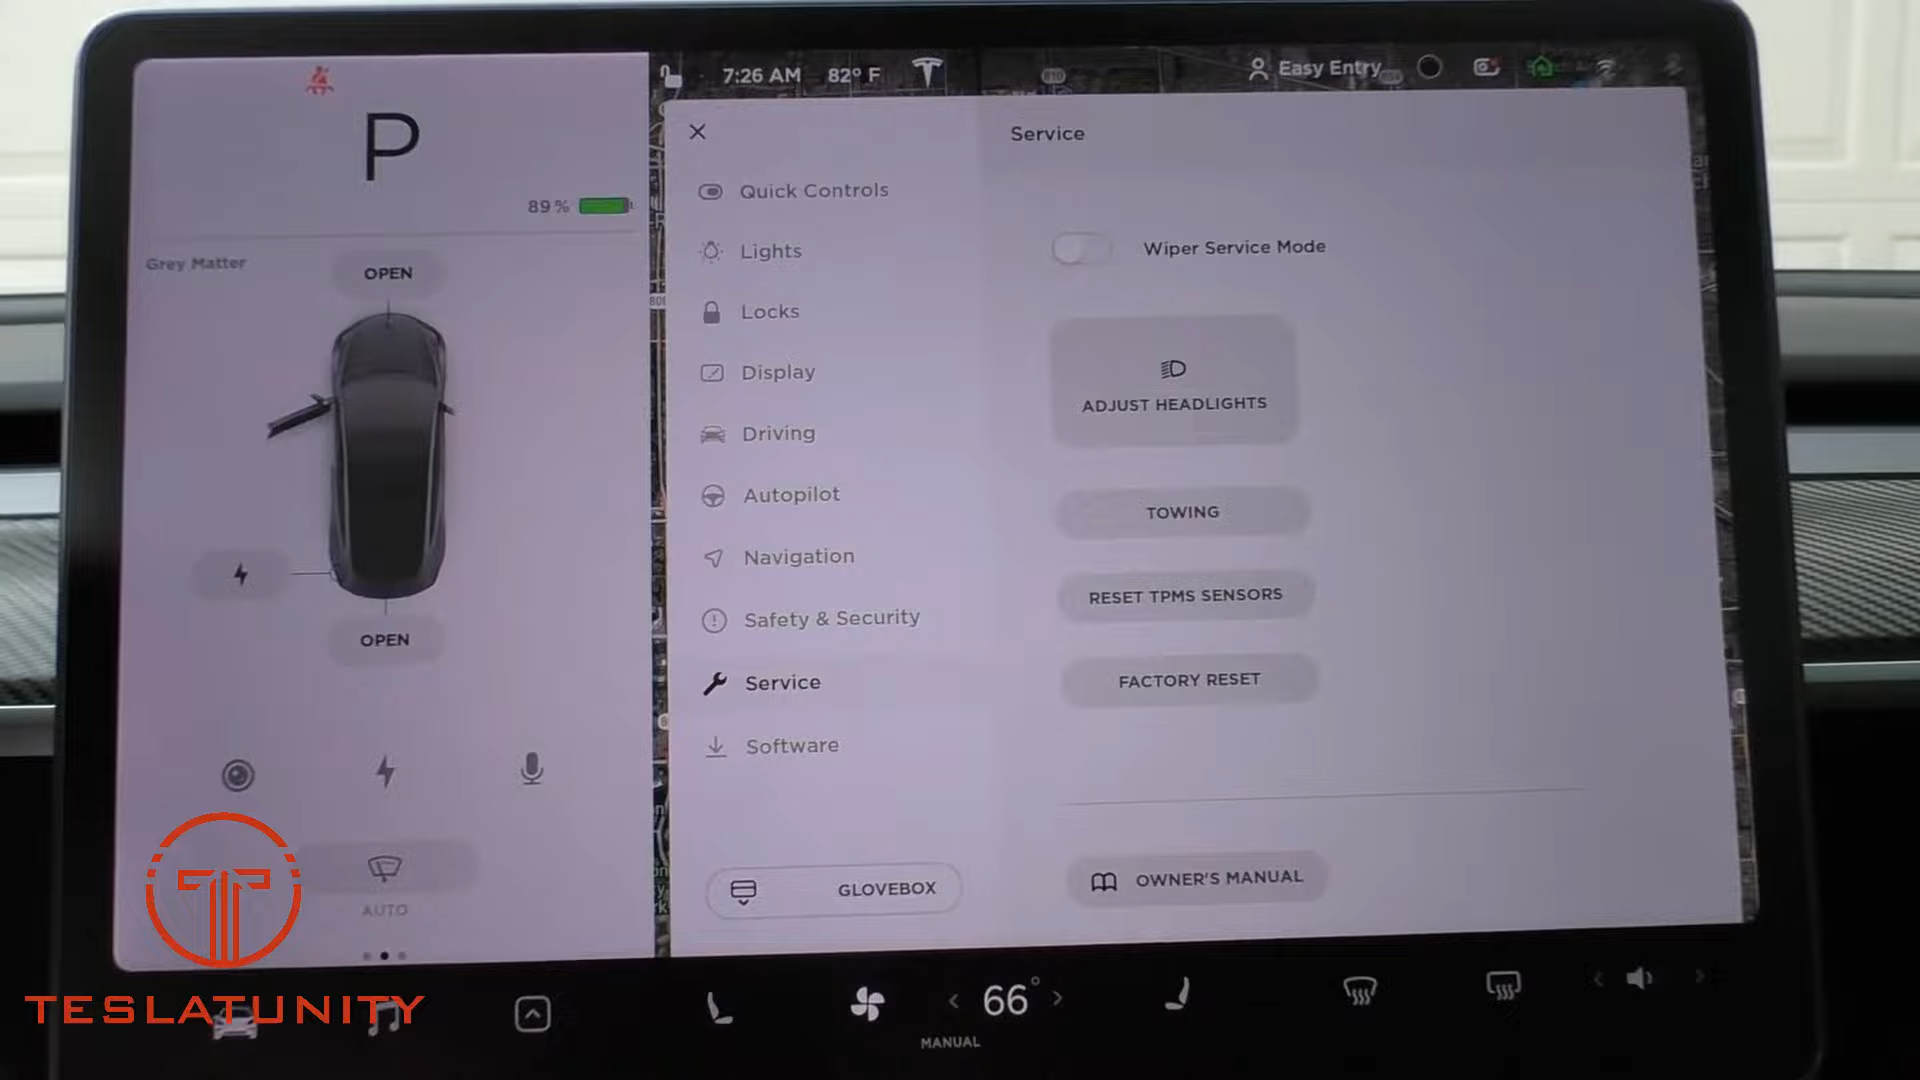 7:26 AM 82° F
Easy Entry
P
89 %
Grey Matter
OPEN
OPEN
AUTO
Service
Quick Controls
Lights
Locks
Display
Driving
Autopilot
Navigation
Safety & Security
Service
Software
GLOVEBOX
Wiper Service Mode
ADJUST HEADLIGHTS
TOWING
RESET TPMS SENSORS
FACTORY RESET
OWNER'S MANUAL
66°
MANUAL
TESLATUNITY